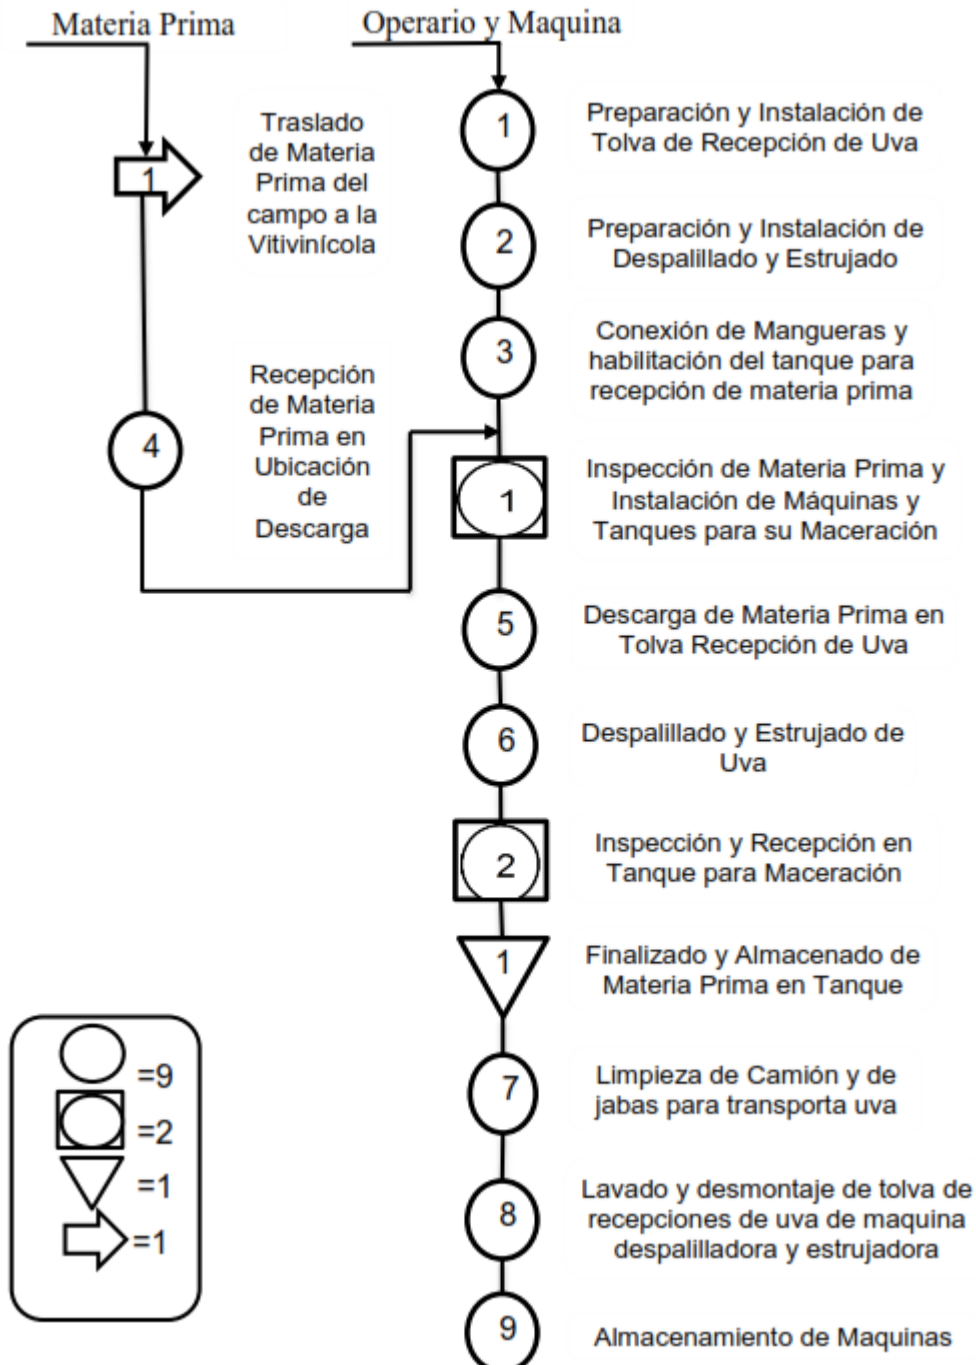 Materia Prima
Operario y Maquina
1
Preparación y Instalación de
Tolva de Recepción de Uva
1
Traslado
de Materia
Prima del
campo a la
Vitivinícola
2
Preparación y Instalación de
Despalillado y Estrujado
3
Conexión de Mangueras y
habilitación del tanque para
recepción de materia prima
4
Recepción
de Materia
Prima en
Ubicación
de
Descarga
1
Inspección de Materia Prima y
Instalación de Máquinas y
Tanques para su Maceración
5
Descarga de Materia Prima en
Tolva Recepción de Uva
6
Despalillado y Estrujado de
Uva
2
Inspección y Recepción en
Tanque para Maceración
1
Finalizado y Almacenado de
Materia Prima en Tanque
7
Limpieza de Camión y de
jabas para transporta uva
8
Lavado y desmontaje de tolva de
recepciones de uva de maquina
despalilladora y estrujadora
9
Almacenamiento de Maquinas
=9
=2
=1
=1